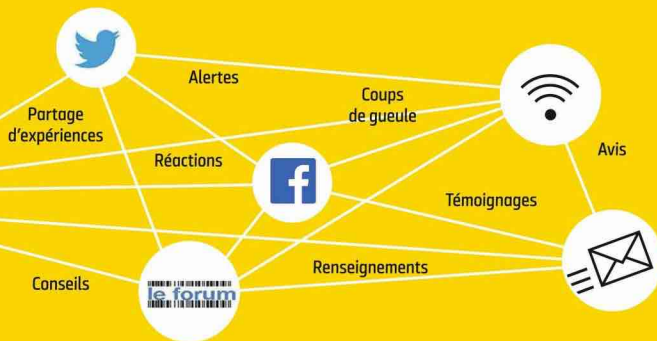 Alertes
Partage
d'expériences
Coups
de gueule
Réactions
Avis
Témoignages
Renseignements
Conseils
le forum